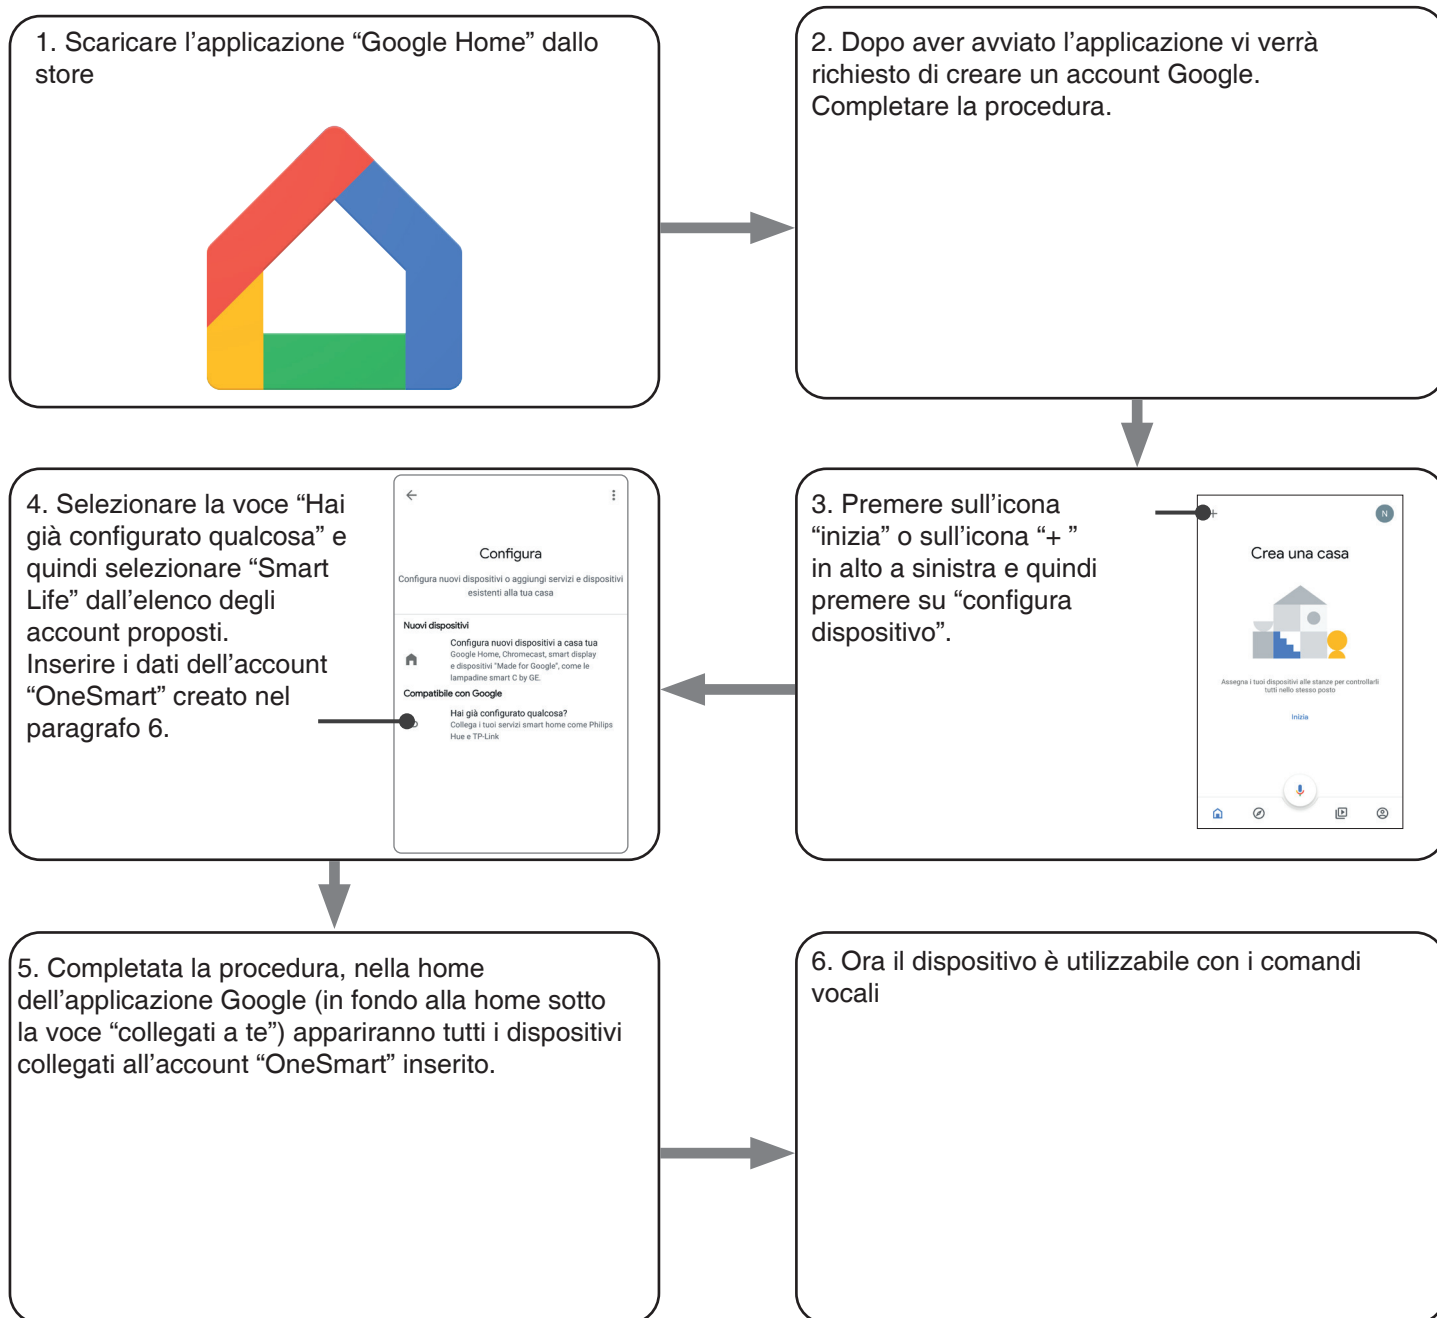 1. Scaricare l’applicazione “Google Home” dallo
store
2. Dopo aver avviato l’applicazione vi verrà
richiesto di creare un account Google.
Completare la procedura.
3. Premere sull’icona
“inizia” o sull’icona “+ ”
in alto a sinistra e quindi
premere su “configura
dispositivo”.
+
N
Crea una casa
Assegna i tuoi dispositivi alle stanze per controllarli
tutti nello stesso posto
Inizia
4. Selezionare la voce “Hai
già configurato qualcosa” e
quindi selezionare “Smart
Life” dall’elenco degli
account proposti.
Inserire i dati dell’account
“OneSmart” creato nel
paragrafo 6.
Configura
Configura nuovi dispositivi o aggiungi servizi e dispositivi
esistenti alla tua casa
Nuovi dispositivi
Configura nuovi dispositivi a casa tua
Google Home, Chromecast, smart display
e dispositivi "Made for Google", come le
lampadine smart C by GE.
Compatibile con Google
Hai già configurato qualcosa?
Collega i tuoi servizi smart home come Philips
Hue e TP-Link
5. Completata la procedura, nella home
dell’applicazione Google (in fondo alla home sotto
la voce “collegati a te”) appariranno tutti i dispositivi
collegati all’account “OneSmart” inserito.
6. Ora il dispositivo è utilizzabile con i comandi
vocali